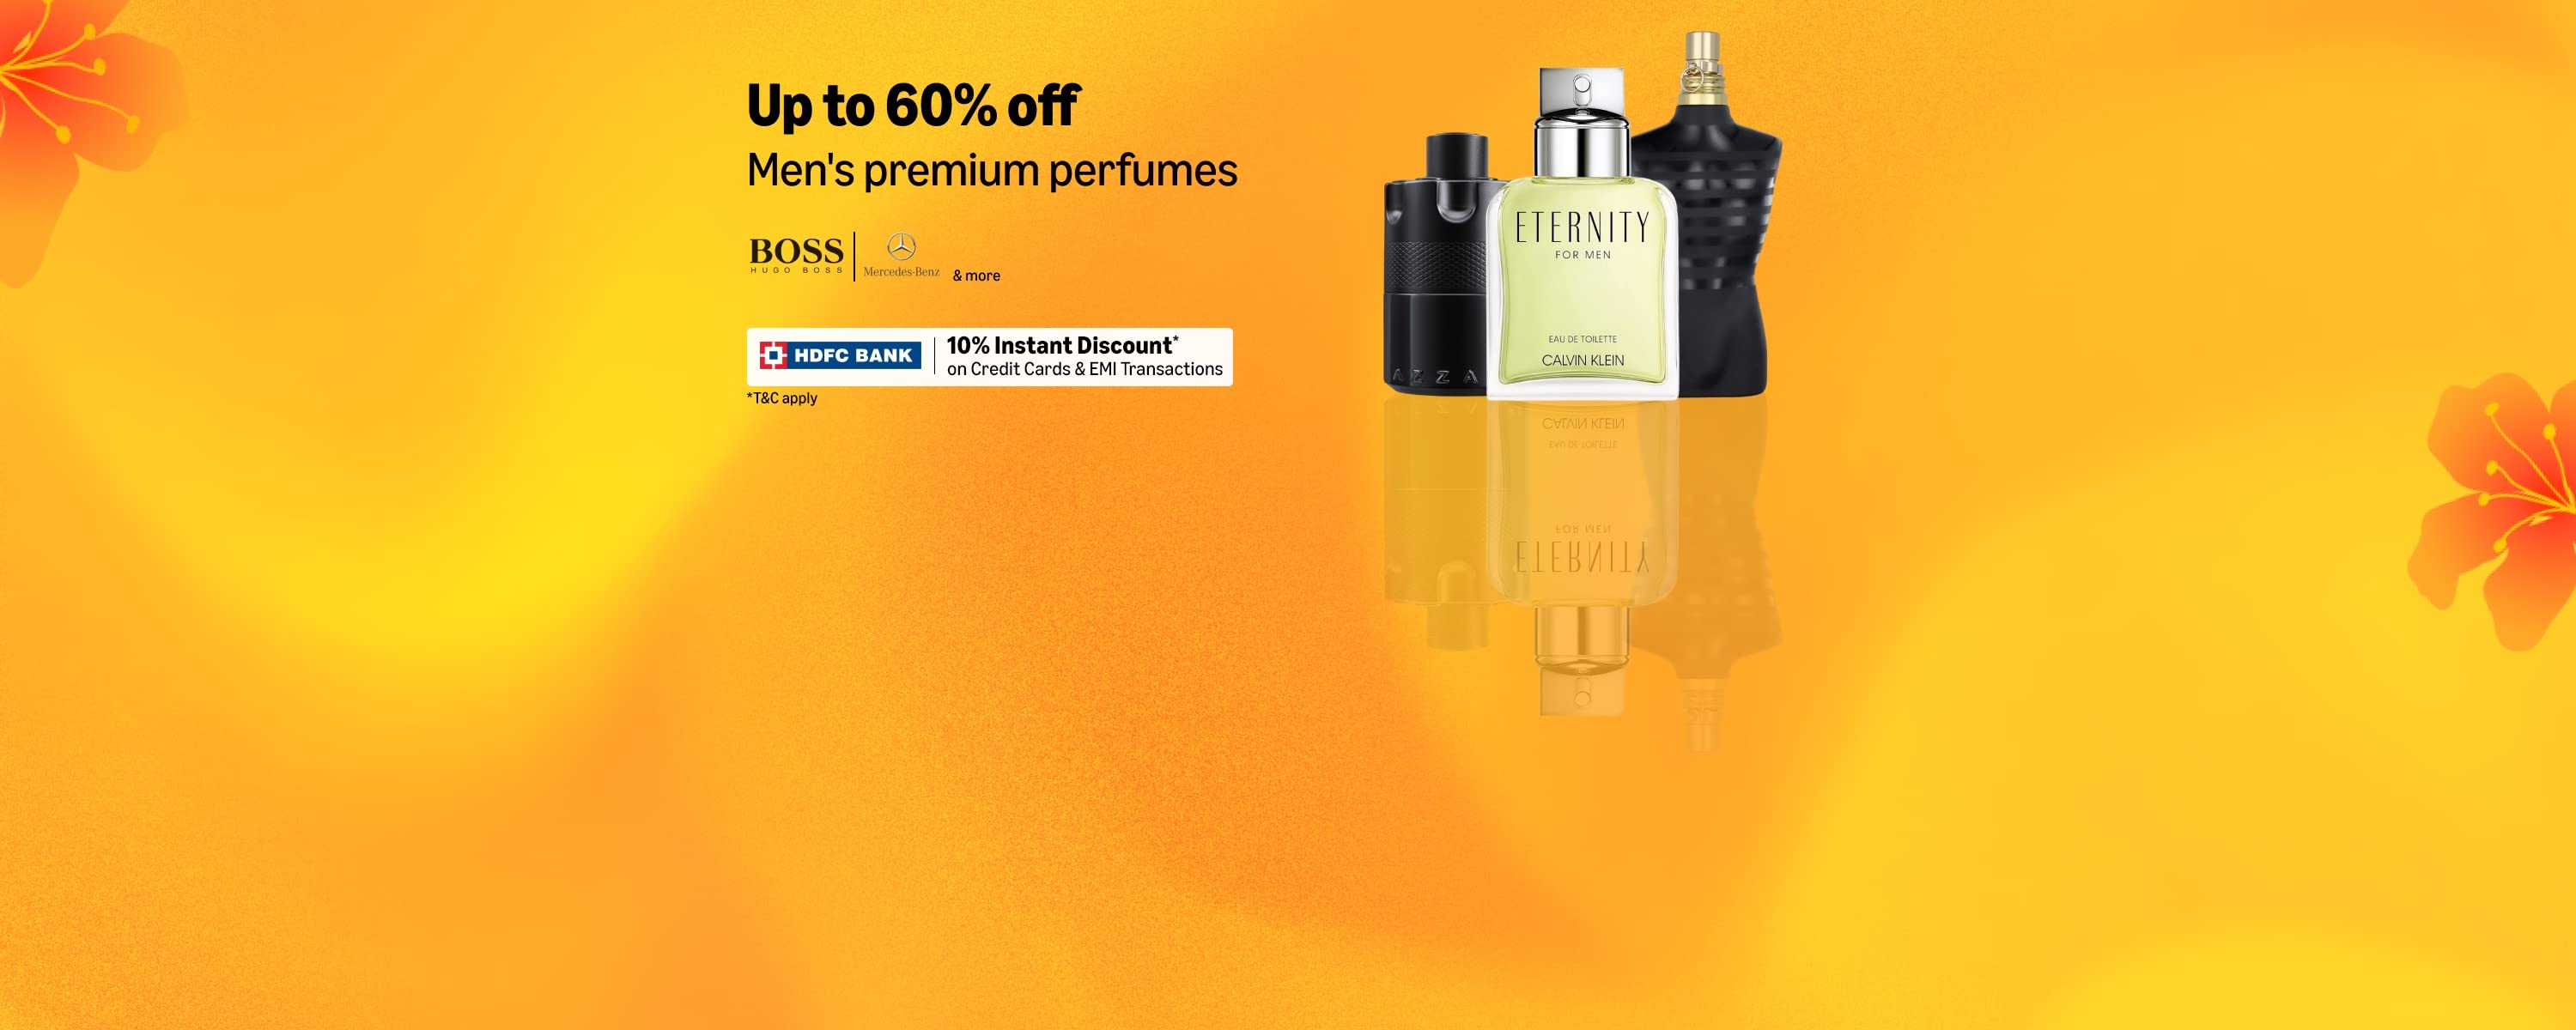 Up to 60% off
Men's premium perfumes
BOSS
HUGO BOSS
Mercedes-Benz
& more
HDFC BANK
10% Instant Discount*
on Credit Cards & EMI Transactions
*T&C apply
ETERNITY
FOR MEN
EAU DE TOILETTE
CALVIN KLEIN
AZZA